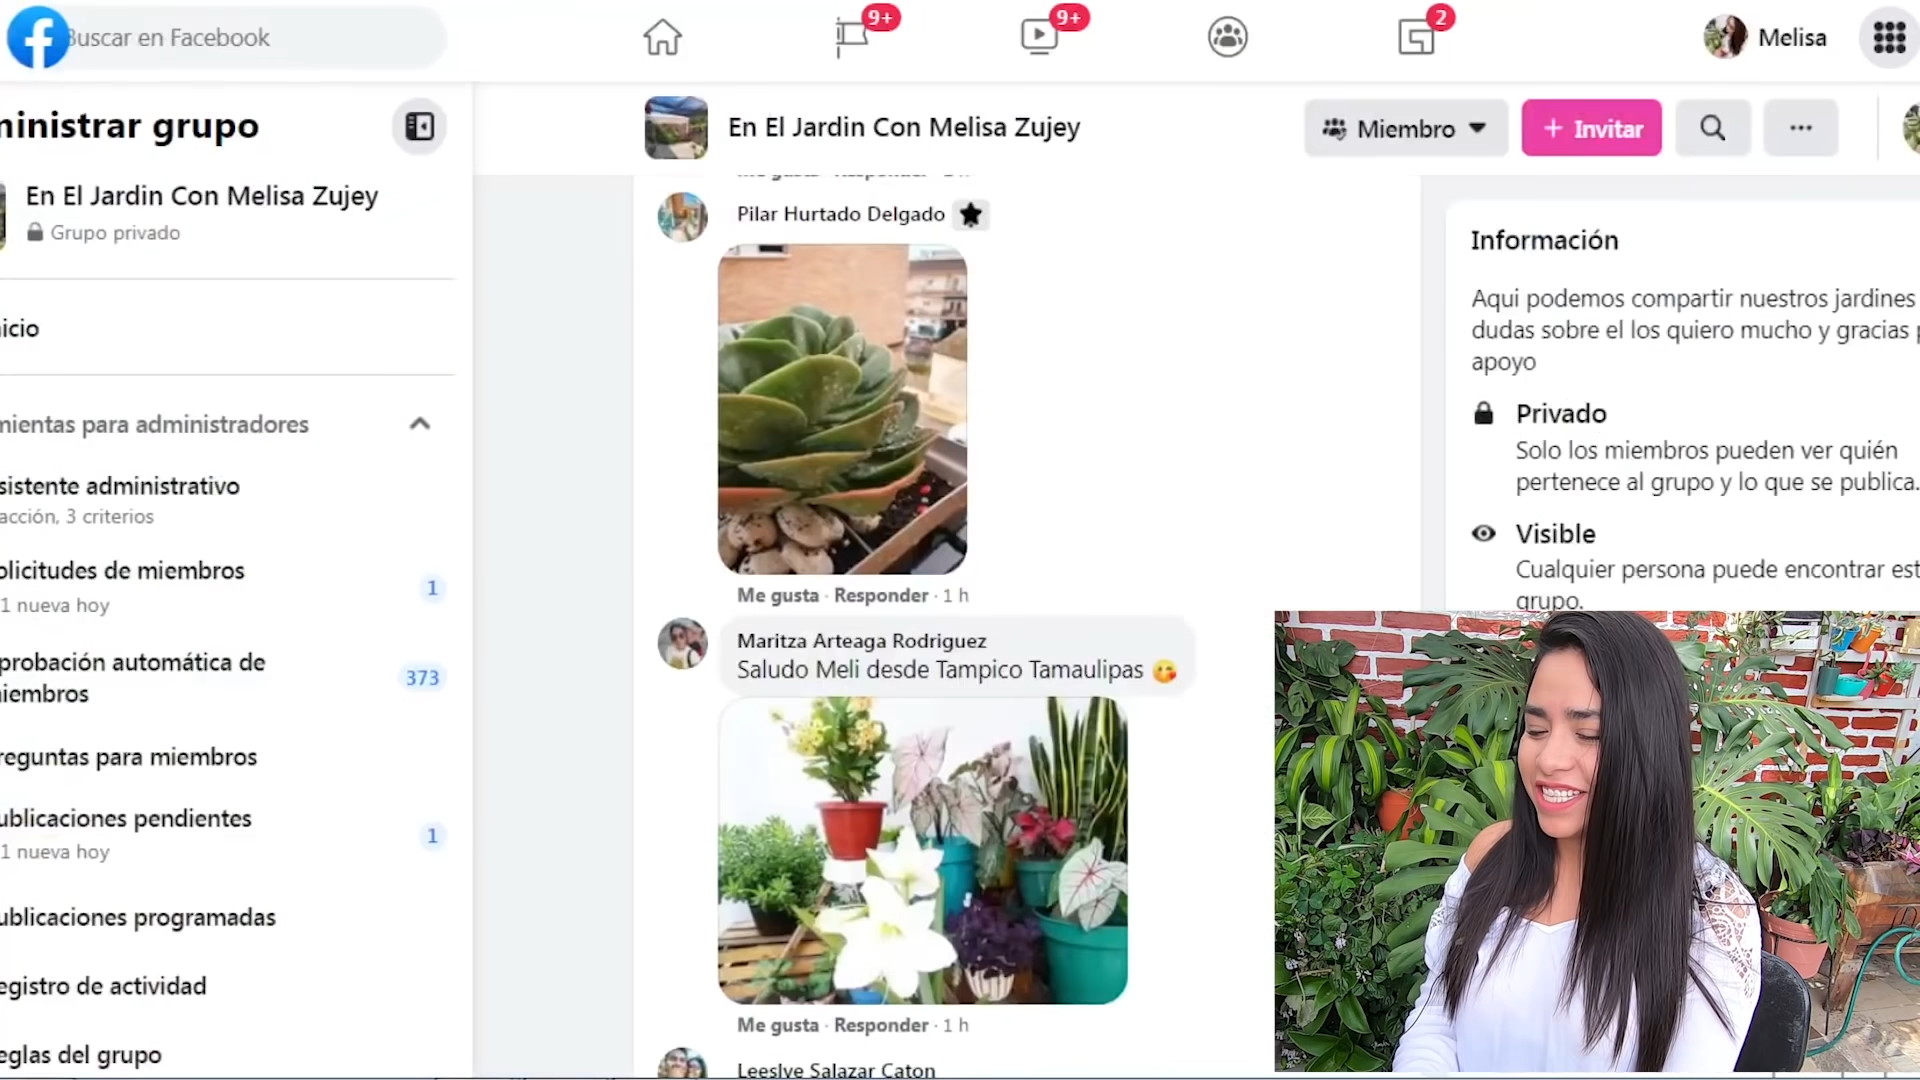 Buscar en Facebook
9+
9+
2
Melisa
ministrar grupo
En El Jardin Con Melisa Zujey
Grupo privado
icio
mientas para administradores
sistente administrativo
acción, 3 criterios
olicitudes de miembros
1 nueva hoy
1
probación automática de
iembros
373
reguntas para miembros
ublicaciones pendientes
1 nueva hoy
1
ublicaciones programadas
egistro de actividad
eglas del grupo
En El Jardin Con Melisa Zujey
Miembro
+ Invitar
Pilar Hurtado Delgado
Me gusta · Responder · 1 h
Maritza Arteaga Rodriguez
Saludo Meli desde Tampico Tamaulipas 😘
Me gusta · Responder · 1 h
Leeslye Salazar Caton
Información
Aqui podemos compartir nuestros jardines
dudas sobre el los quiero mucho y gracias p
apoyo
Privado
Solo los miembros pueden ver quién
pertenece al grupo y lo que se publica.
Visible
Cualquier persona puede encontrar est
grupo.